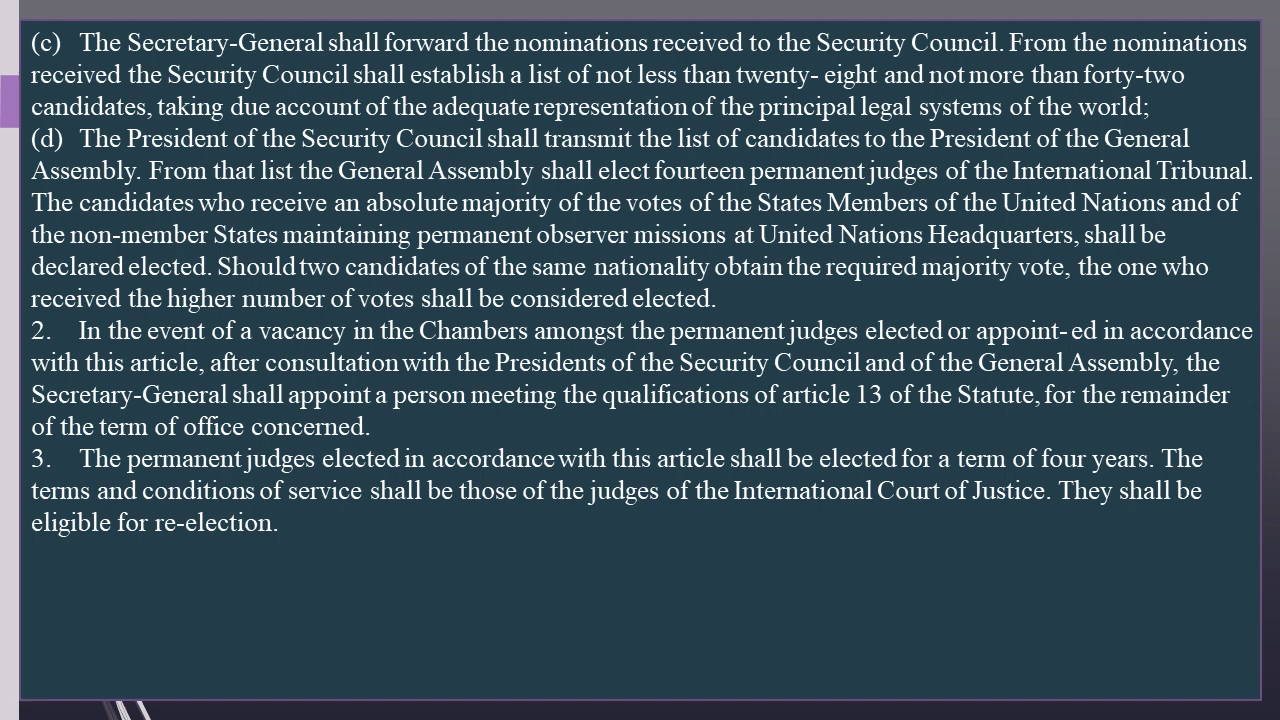 (c) The Secretary-General shall forward the nominations received to the Security Council. From the nominations
received the Security Council shall establish a list of not less than twenty- eight and not more than forty-two
candidates, taking due account of the adequate representation of the principal legal systems of the world;
(d) The President of the Security Council shall transmit the list of candidates to the President of the General
Assembly. From that list the General Assembly shall elect fourteen permanent judges of the International Tribunal.
The candidates who receive an absolute majority of the votes of the States Members of the United Nations and of
the non-member States maintaining permanent observer missions at United Nations Headquarters, shall be
declared elected. Should two candidates of the same nationality obtain the required majority vote, the one who
received the higher number of votes shall be considered elected.
2. In the event of a vacancy in the Chambers amongst the permanent judges elected or appoint- ed in accordance
with this article, after consultation with the Presidents of the Security Council and of the General Assembly, the
Secretary-General shall appoint a person meeting the qualifications of article 13 of the Statute, for the remainder
of the term of office concerned.
3. The permanent judges elected in accordance with this article shall be elected for a term of four years. The
terms and conditions of service shall be those of the judges of the International Court of Justice. They shall be
eligible for re-election.